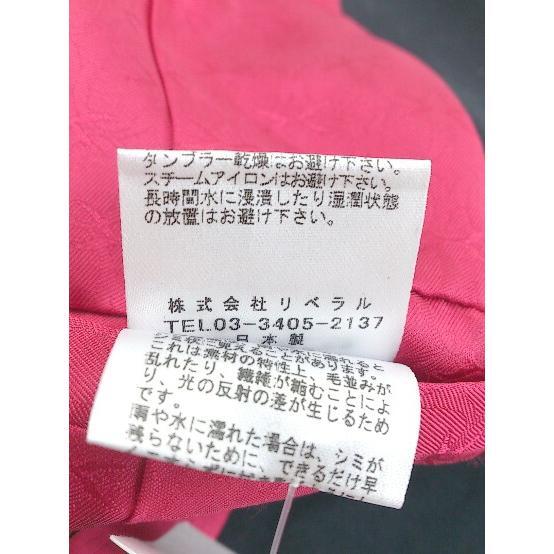 タンブラー乾燥はお避け下さい。
スチームアイロンはお避け下さい。
長時間水に浸漬したり湿潤状態
の放置はお避け下さい。
株式会社リベラル
TEL03-3405-2137
日本製
これは素材の特性上、毛並みが
乱れたり、繊維が縮むことによ
り、光の反射の差が生じるため
です。
雨や水に濡れた場合は、シミが
残らないために、できるだけ早